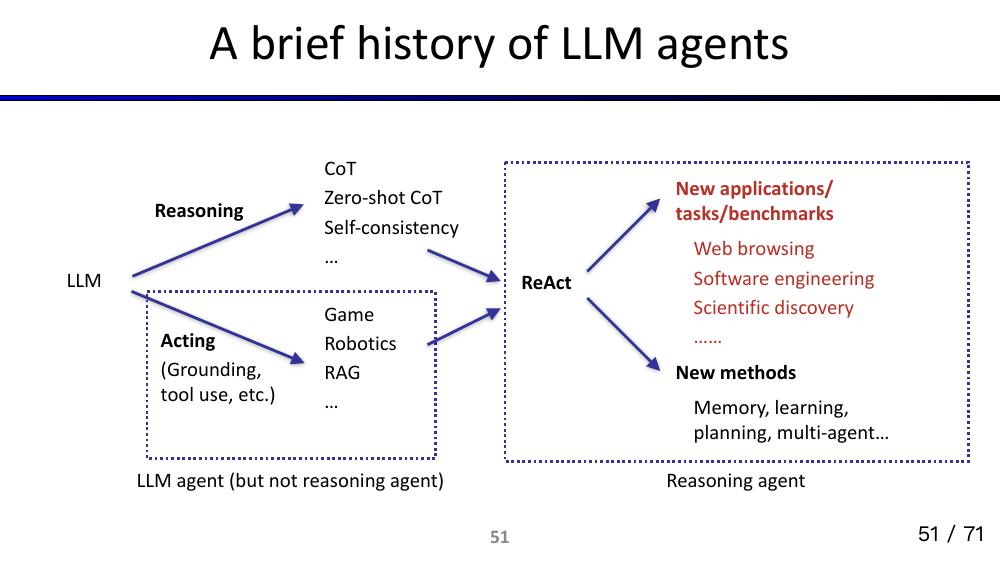 A brief history of LLM agents
Reasoning
CoT
Zero-shot CoT
Self-consistency
…
LLM
Acting
(Grounding,
tool use, etc.)
Game
Robotics
RAG
…
LLM agent (but not reasoning agent)
ReAct
New applications/
tasks/benchmarks
Web browsing
Software engineering
Scientific discovery
……
New methods
Memory, learning,
planning, multi-agent…
Reasoning agent
51
51 / 71